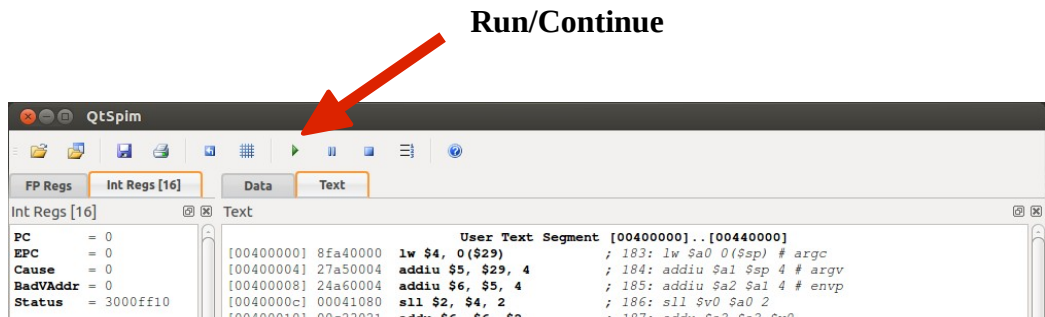 Run/Continue
QtSpim
FP Regs Int Regs [16] Data Text
Int Regs [16] Text
PC = 0 User Text Segment [00400000]..[00440000]
EPC = 0 [00400000] 8fa40000 lw $4, 0($29) ; 183: lw $a0 0($sp) # argc
Cause = 0 [00400004] 27a50004 addiu $5, $29, 4 ; 184: addiu $a1 $sp 4 # argv
BadVAddr = 0 [00400008] 24a60004 addiu $6, $5, 4 ; 185: addiu $a2 $a1 4 # envp
Status = 3000ff10 [0040000c] 00041080 sll $2, $4, 2 ; 186: sll $v0 $a0 2